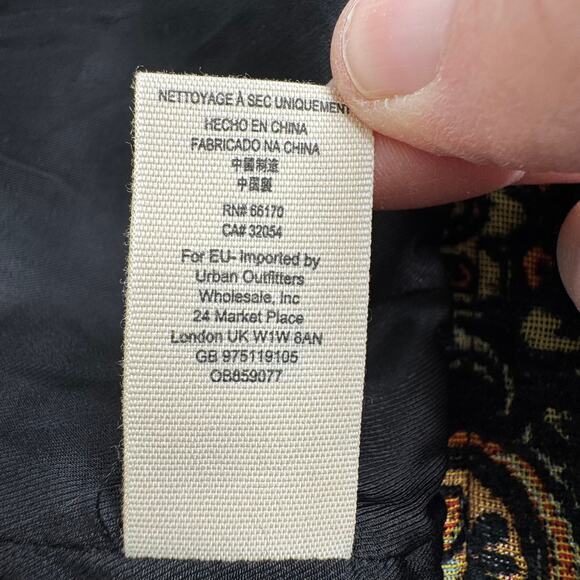 NETTOYAGE À SEC UNIQUEMENT
HECHO EN CHINA
FABRICADO NA CHINA
中國制造
中国製
RN# 66170
CA# 32054
For EU- Imported by
Urban Outfitters
Wholesale, Inc
24 Market Place
London UK W1W 8AN
GB 975119105
OB859077